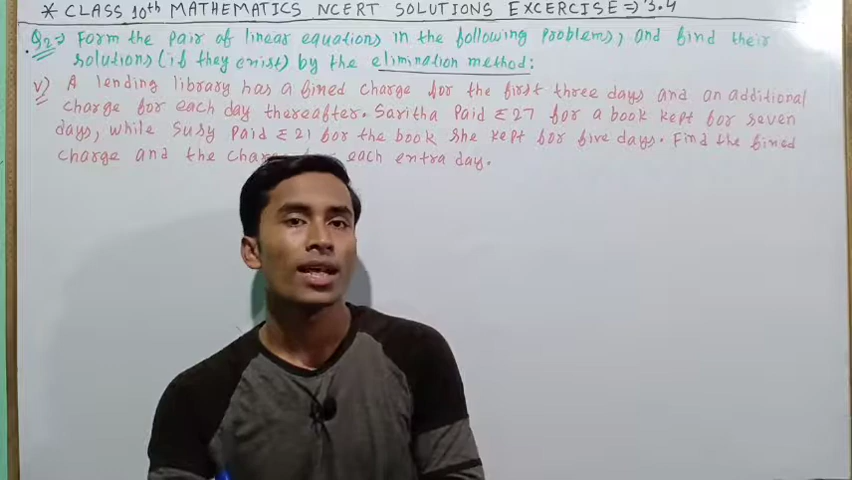 * CLASS 10th MATHEMATICS NCERT SOLUTIONS EXCERCISE ⇒ 3.4
Q2⇒ Form the pair of linear equations in the following problems, and find their
solutions (if they exist) by the elimination method:
v) A lending library has a fixed charge for the first three days and an additional
charge for each day thereafter. Saritha Paid ₹ 27 for a book kept for seven
days, while Susy Paid ₹ 21 for the book she kept for five days. Find the fixed
charge and the each extra day.